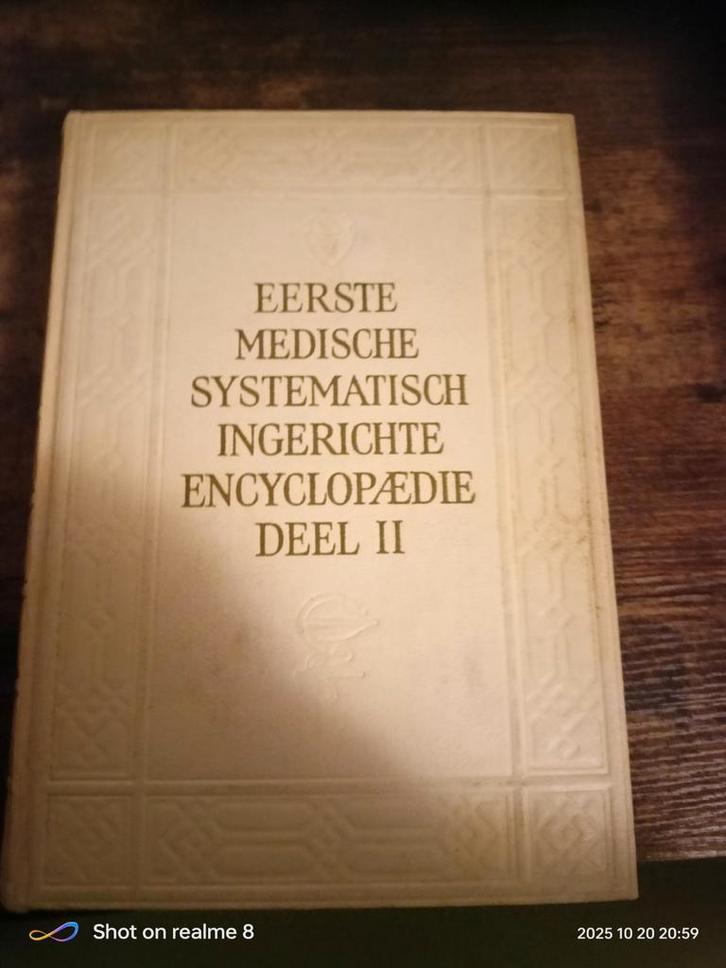 EERSTE
MEDISCHE
SYSTEMATISCH
INGERICHTE
ENCYCLOPÆDIE
DEEL II
Shot on realme 8
2025 10 20 20:59